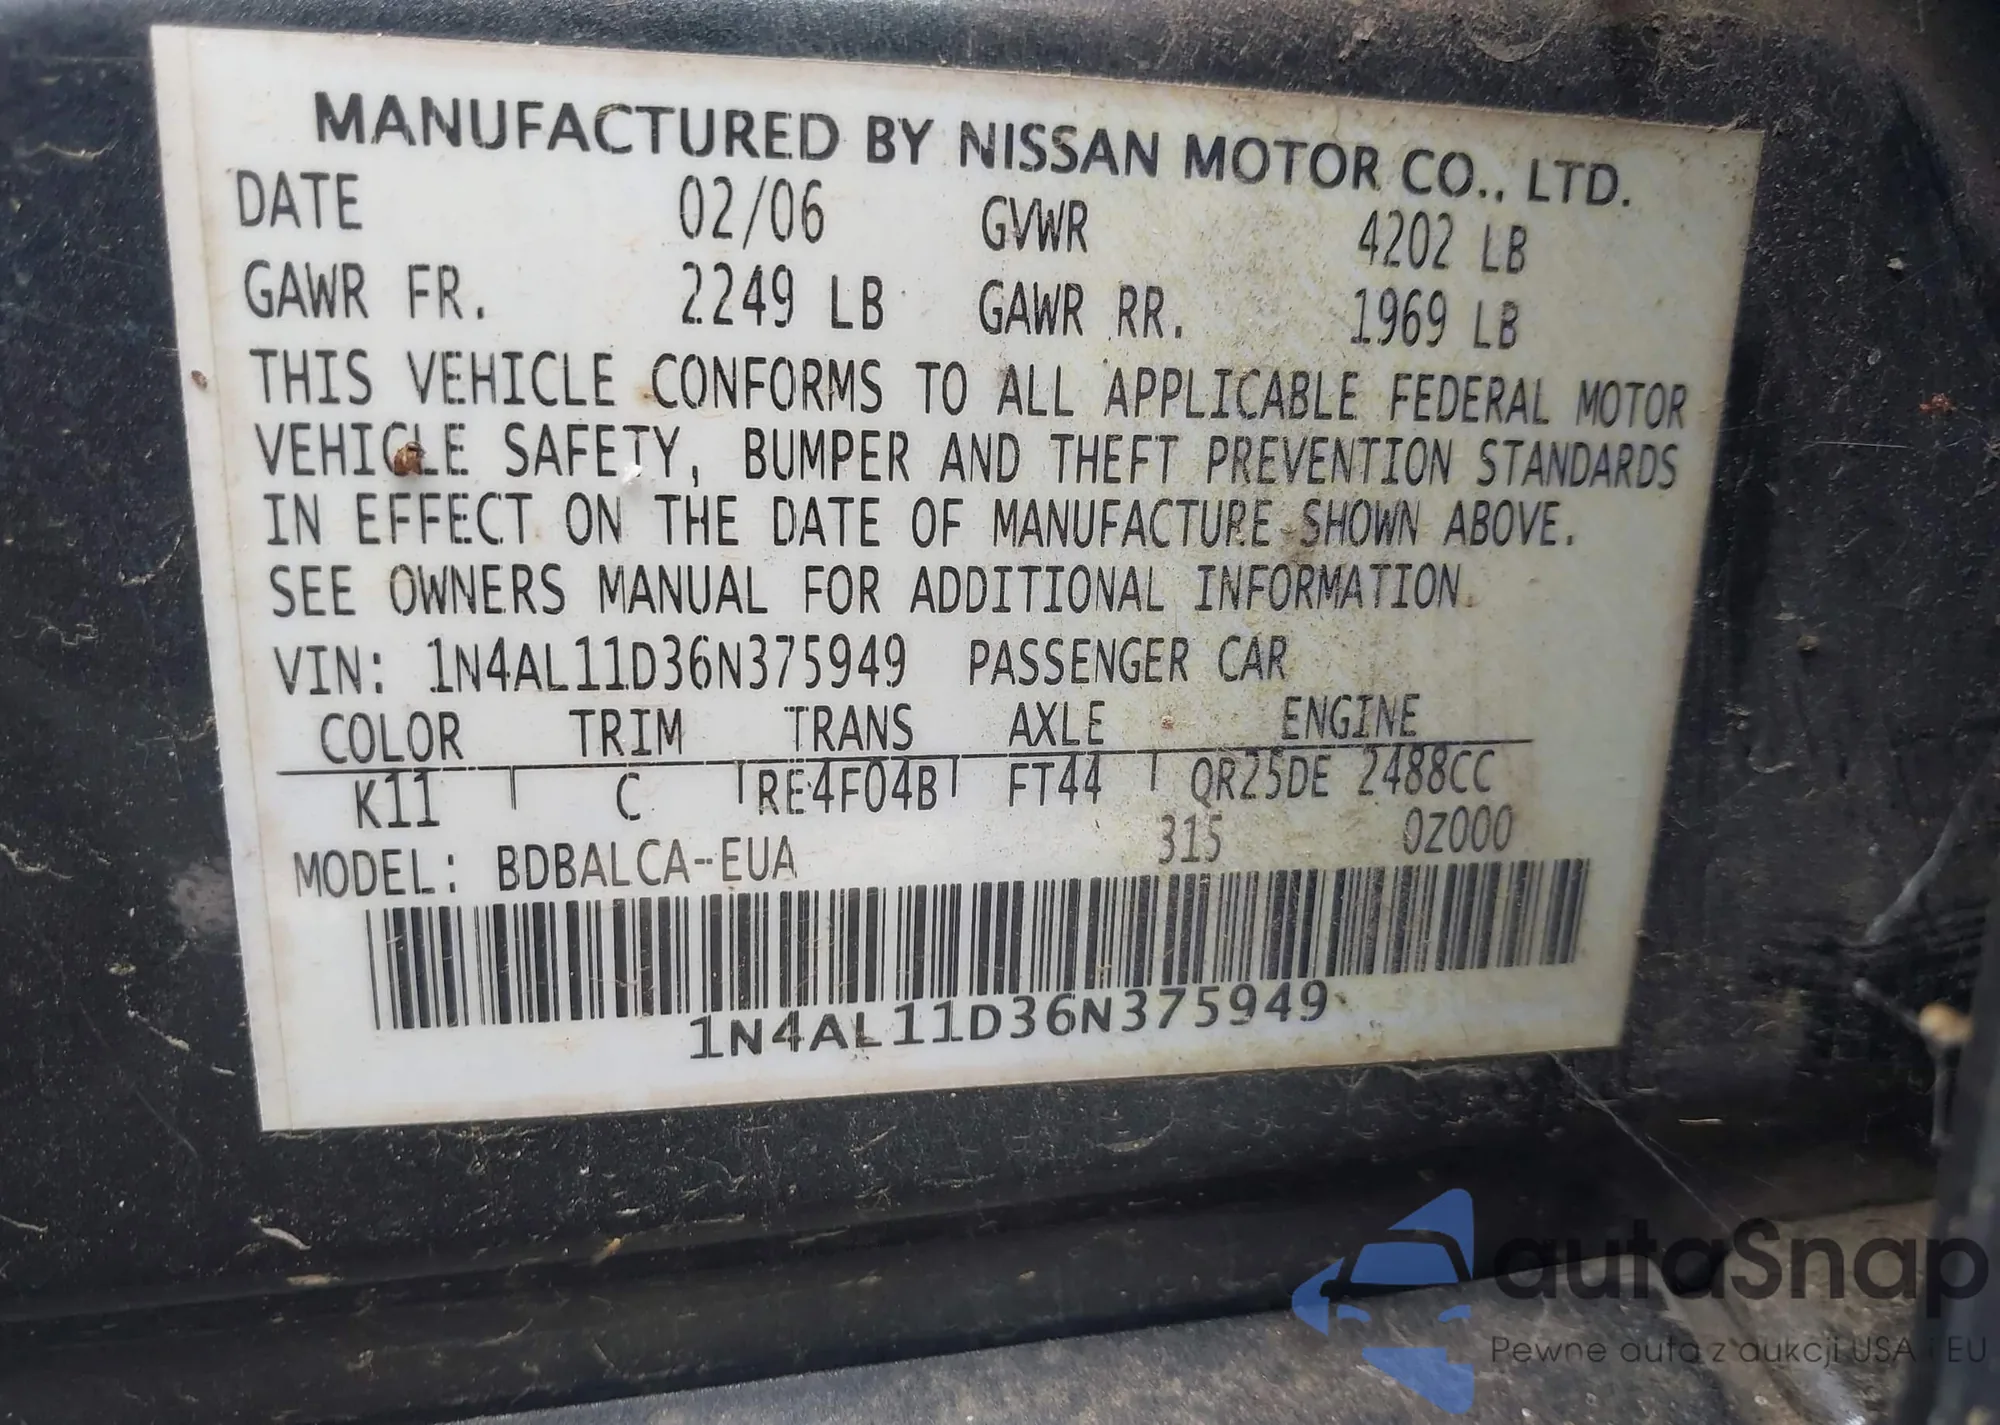 MANUFACTURED BY NISSAN MOTOR CO., LTD.
DATE 02/06 GVWR 4202 LB
GAWR FR. 2249 LB GAWR RR. 1969 LB
THIS VEHICLE CONFORMS TO ALL APPLICABLE FEDERAL MOTOR
VEHICLE SAFETY, BUMPER AND THEFT PREVENTION STANDARDS
IN EFFECT ON THE DATE OF MANUFACTURE SHOWN ABOVE.
SEE OWNERS MANUAL FOR ADDITIONAL INFORMATION.
VIN: 1N4AL11D36N375949 PASSENGER CAR
COLOR TRIM TRANS AXLE ENGINE
K11 C RE4F04B FT44 QR25DE 2488CC
315 0Z000
MODEL: BDBALCA-EUA
1N4AL11D36N375949
autaSnap
Pewne auta z aukcji USA i EU